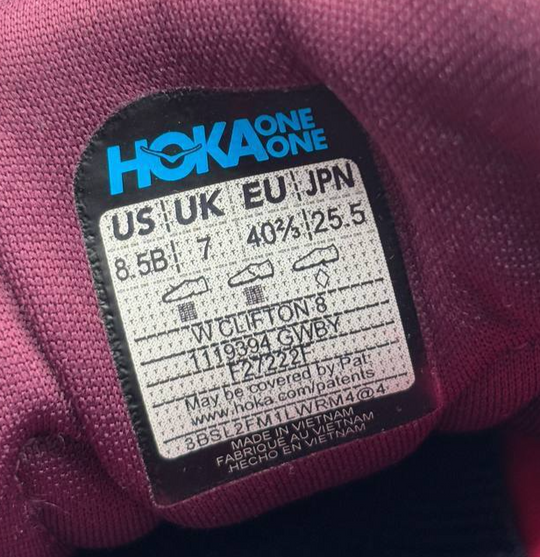 HOKA ONE ONE
US UK EU JPN
8.5B 7 40⅔ 25.5
W CLIFTON 8
1119394 GWBY
F27222F
May be covered by Pat:
www.hoka.com/patents
3BSL2FM1LWRM4@4
MADE IN VIETNAM
FABRIQUE AU VIETNAM
HECHO EN VIETNAM